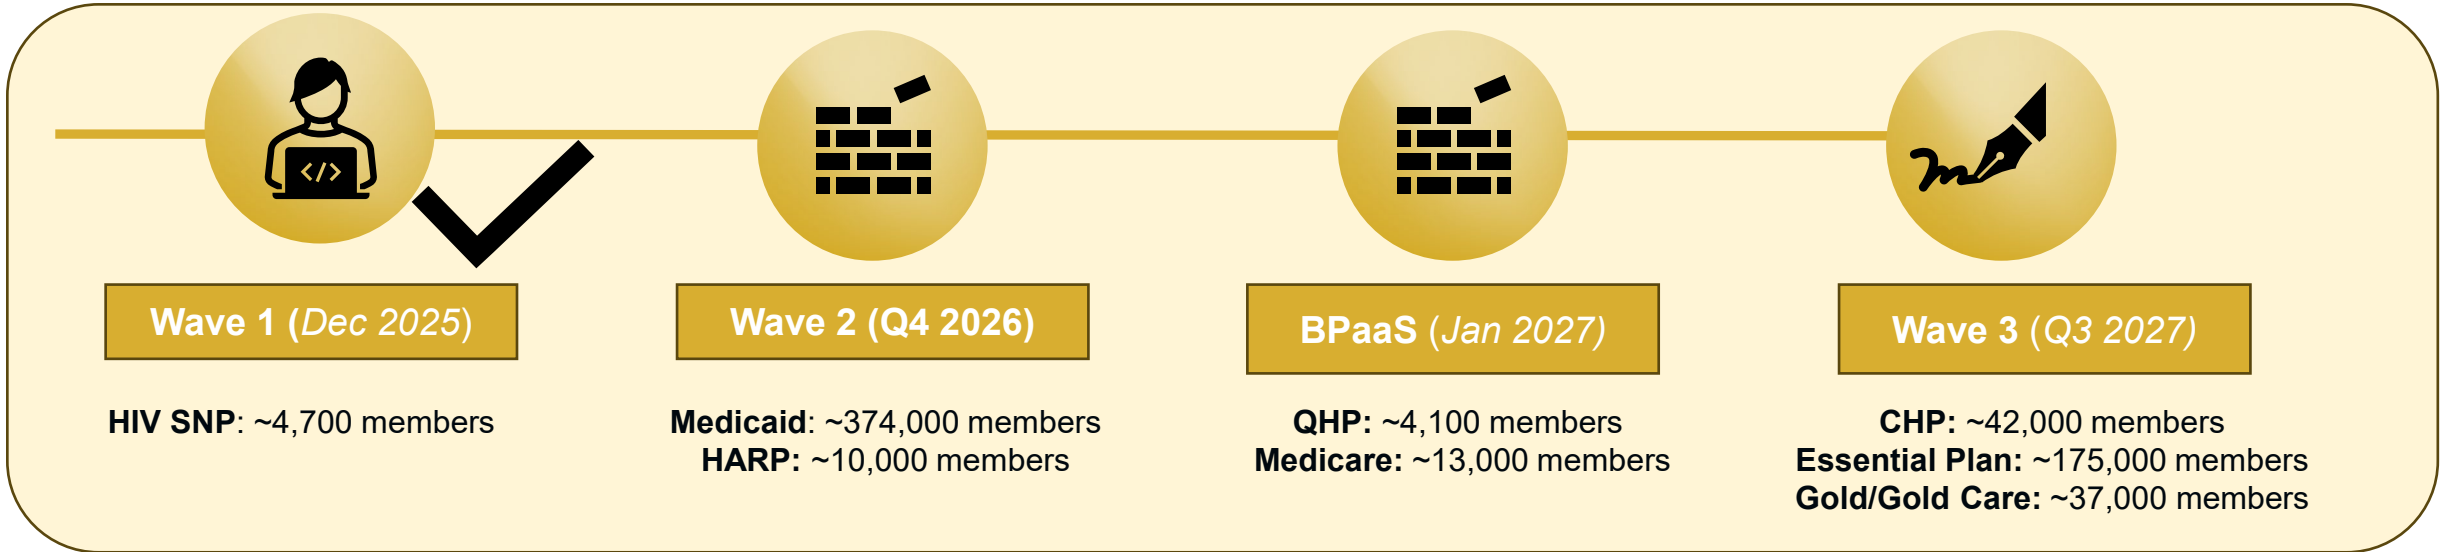 Wave 1 (Dec 2025)
HIV SNP: ~4,700 members
Wave 2 (Q4 2026)
Medicaid: ~374,000 members
HARP: ~10,000 members
BPaaS (Jan 2027)
QHP: ~4,100 members
Medicare: ~13,000 members
Wave 3 (Q3 2027)
CHP: ~42,000 members
Essential Plan: ~175,000 members
Gold/Gold Care: ~37,000 members